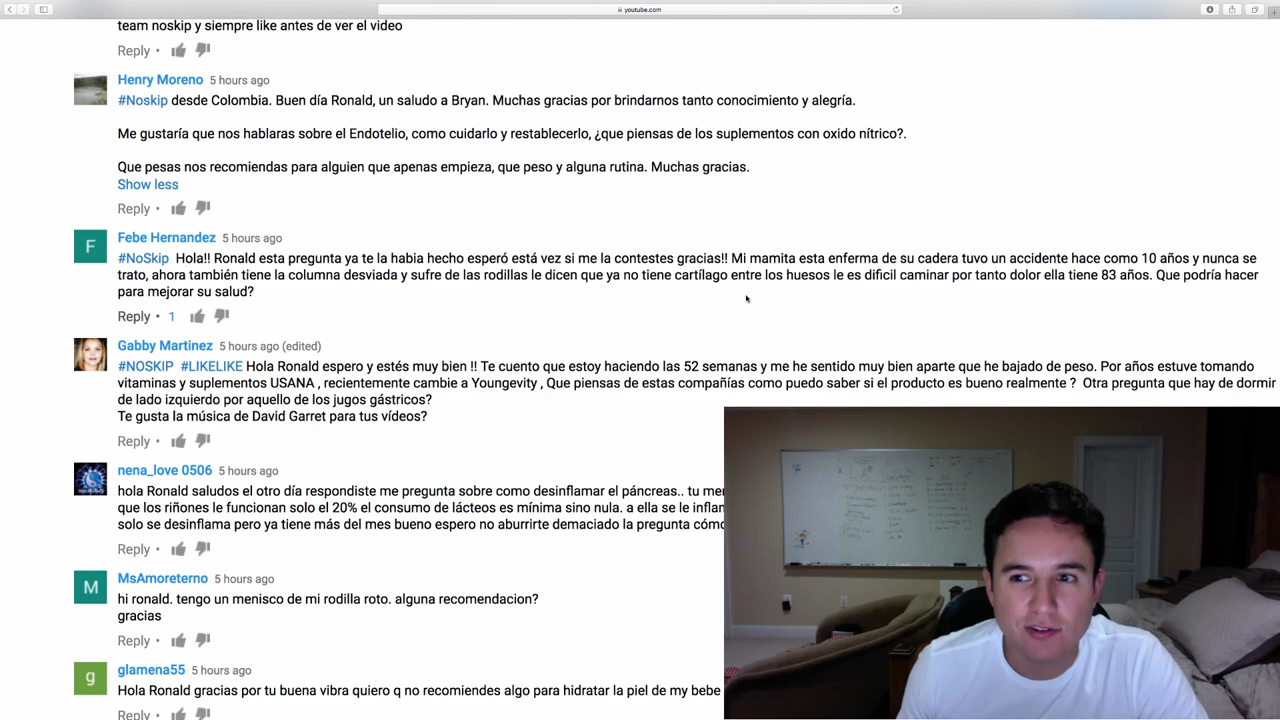 youtube.com
team noskip y siempre like antes de ver el video
Reply •
Henry Moreno 5 hours ago
#Noskip desde Colombia. Buen día Ronald, un saludo a Bryan. Muchas gracias por brindarnos tanto conocimiento y alegría.
Me gustaría que nos hablaras sobre el Endotelio, como cuidarlo y restablecerlo, ¿que piensas de los suplementos con oxido nítrico?.
Que pesas nos recomiendas para alguien que apenas empieza, que peso y alguna rutina. Muchas gracias.
Show less
Reply •
F
Febe Hernandez 5 hours ago
#NoSkip Hola!! Ronald esta pregunta ya te la habia hecho esperó está vez si me la contestes gracias!! Mi mamita esta enferma de su cadera tuvo un accidente hace como 10 años y nunca se
trato, ahora también tiene la columna desviada y sufre de las rodillas le dicen que ya no tiene cartílago entre los huesos le es dificil caminar por tanto dolor ella tiene 83 años. Que podría hacer
para mejorar su salud?
Reply • 1
Gabby Martinez 5 hours ago (edited)
#NOSKIP #LIKELIKE Hola Ronald espero y estés muy bien !! Te cuento que estoy haciendo las 52 semanas y me he sentido muy bien aparte que he bajado de peso. Por años estuve tomando
vitaminas y suplementos USANA , recientemente cambie a Youngevity , Que piensas de estas compañías como puedo saber si el producto es bueno realmente ? Otra pregunta que hay de dormir
de lado izquierdo por aquello de los jugos gástricos?
Te gusta la música de David Garret para tus vídeos?
Reply •
nena_love 0506 5 hours ago
hola Ronald saludos el otro día respondiste me pregunta sobre como desinflamar el páncreas.. tu mer
que los riñones le funcionan solo el 20% el consumo de lácteos es mínima sino nula. a ella se le inflan
solo se desinflama pero ya tiene más del mes bueno espero no aburrirte demaciado la pregunta cómo
Reply •
M
MsAmoreterno 5 hours ago
hi ronald. tengo un menisco de mi rodilla roto. alguna recomendacion?
gracias
Reply •
g
glamena55 5 hours ago
Hola Ronald gracias por tu buena vibra quiero q no recomiendes algo para hidratar la piel de my bebe
Reply •